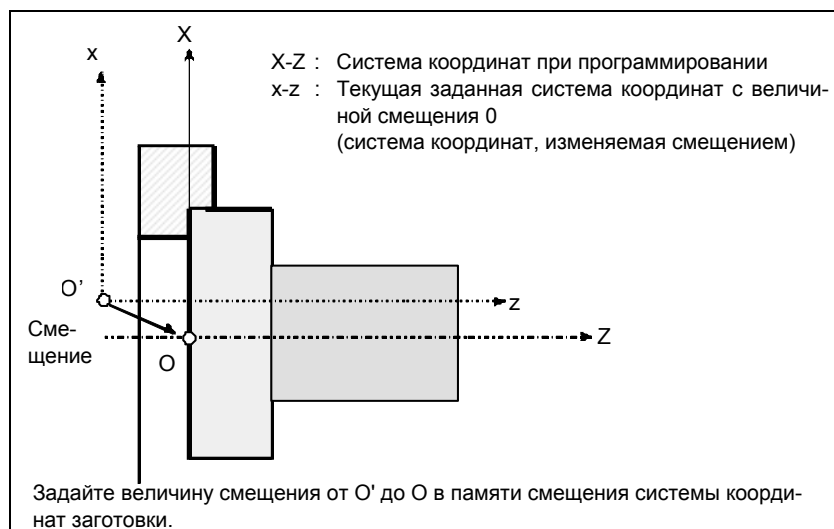 X
x
X-Z : Система координат при программировании
x-z : Текущая заданная система координат с величи-
ной смещения 0
(система координат, изменяемая смещением)
O’
z
Сме-
щение
O
Z
Задайте величину смещения от O' до O в памяти смещения системы коорди-
нат заготовки.